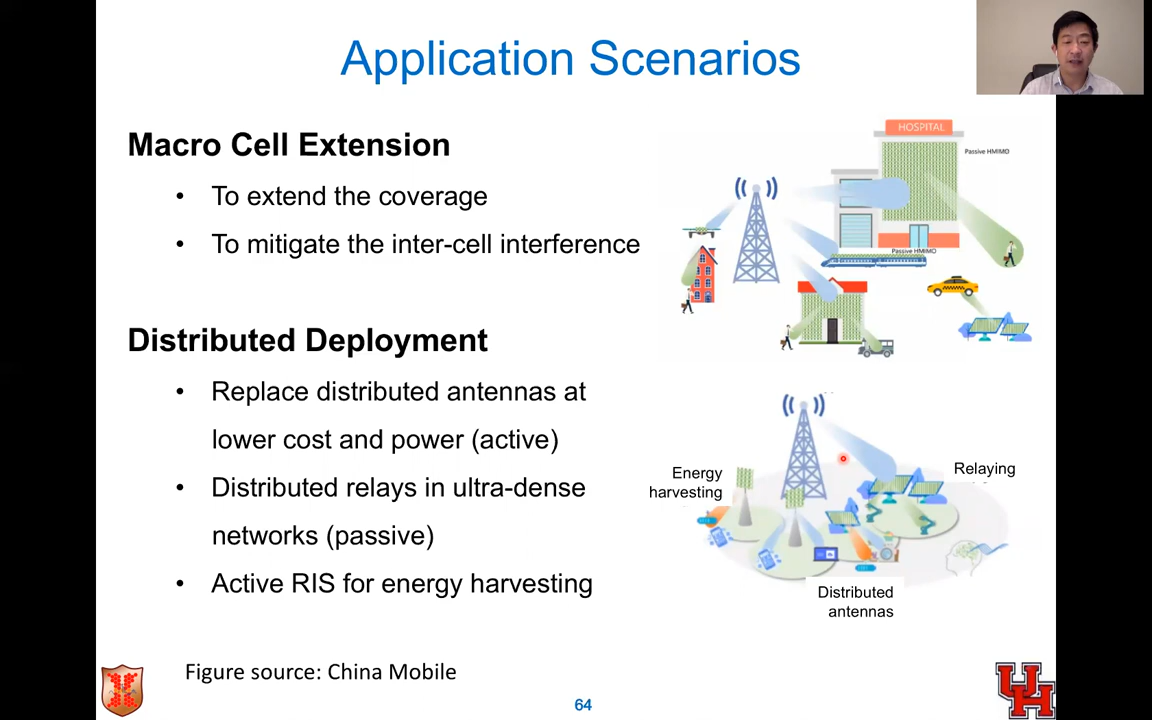 Application Scenarios
Macro Cell Extension
• To extend the coverage
• To mitigate the inter-cell interference
HOSPITAL
Passive HMIMO
Passive HMIMO
Distributed Deployment
• Replace distributed antennas at
lower cost and power (active)
• Distributed relays in ultra-dense
networks (passive)
• Active RIS for energy harvesting
Energy
harvesting
Relaying
Distributed
antennas
Figure source: China Mobile
64
UH